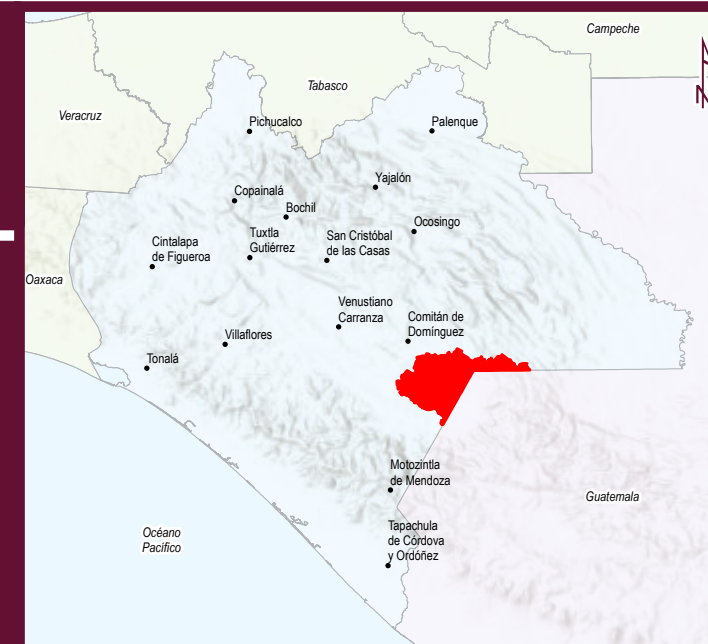 Campeche
Tabasco
Veracruz
Pichucalco
Palenque
Yajalón
Copainalá
Bochil
Ocosingo
Tuxtla
Gutiérrez
San Cristóbal
de las Casas
Cintalapa
de Figueroa
Oaxaca
Venustiano
Carranza
Comitán de
Domínguez
Villaflores
Tonalá
Motozintla
de Mendoza
Guatemala
Océano
Pacifico
Tapachula
de Córdova
y Ordóñez